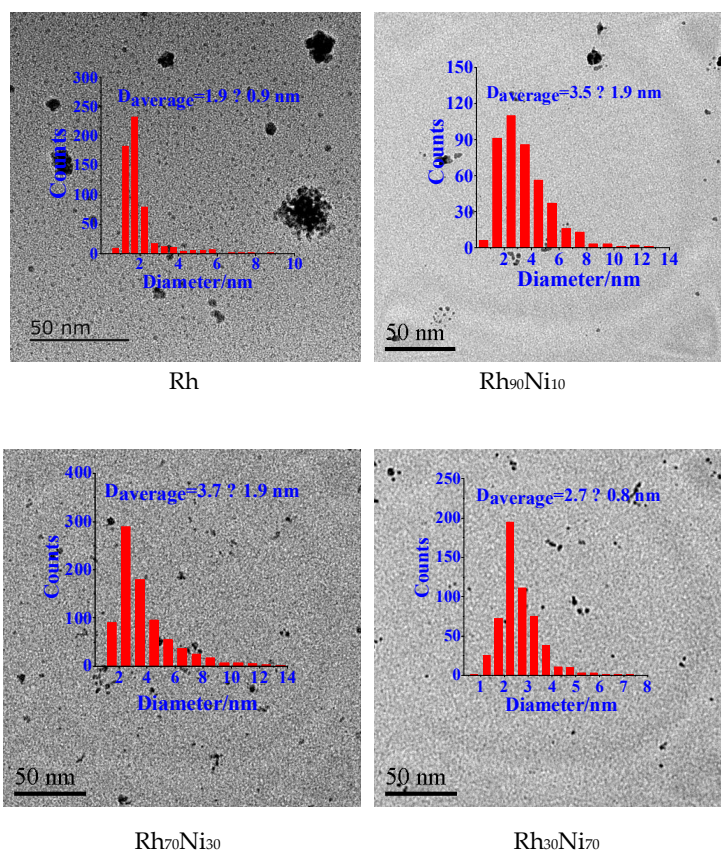 300
D_average=1.9 ? 0.9 nm
250
200
150
100
50
0
Counts
2 4 6 8 10
Diameter/nm
50 nm
Rh
150
D_average=3.5 ? 1.9 nm
120
90
60
30
0
Counts
2 4 6 8 10 12 14
Diameter/nm
50 nm
Rh90Ni10
400
D_average=3.7 ? 1.9 nm
300
200
100
0
Counts
2 4 6 8 10 12 14
Diameter/nm
50 nm
Rh70Ni30
250
D_average=2.7 ? 0.8 nm
200
150
100
50
0
Counts
1 2 3 4 5 6 7 8
Diameter/nm
50 nm
Rh30Ni70